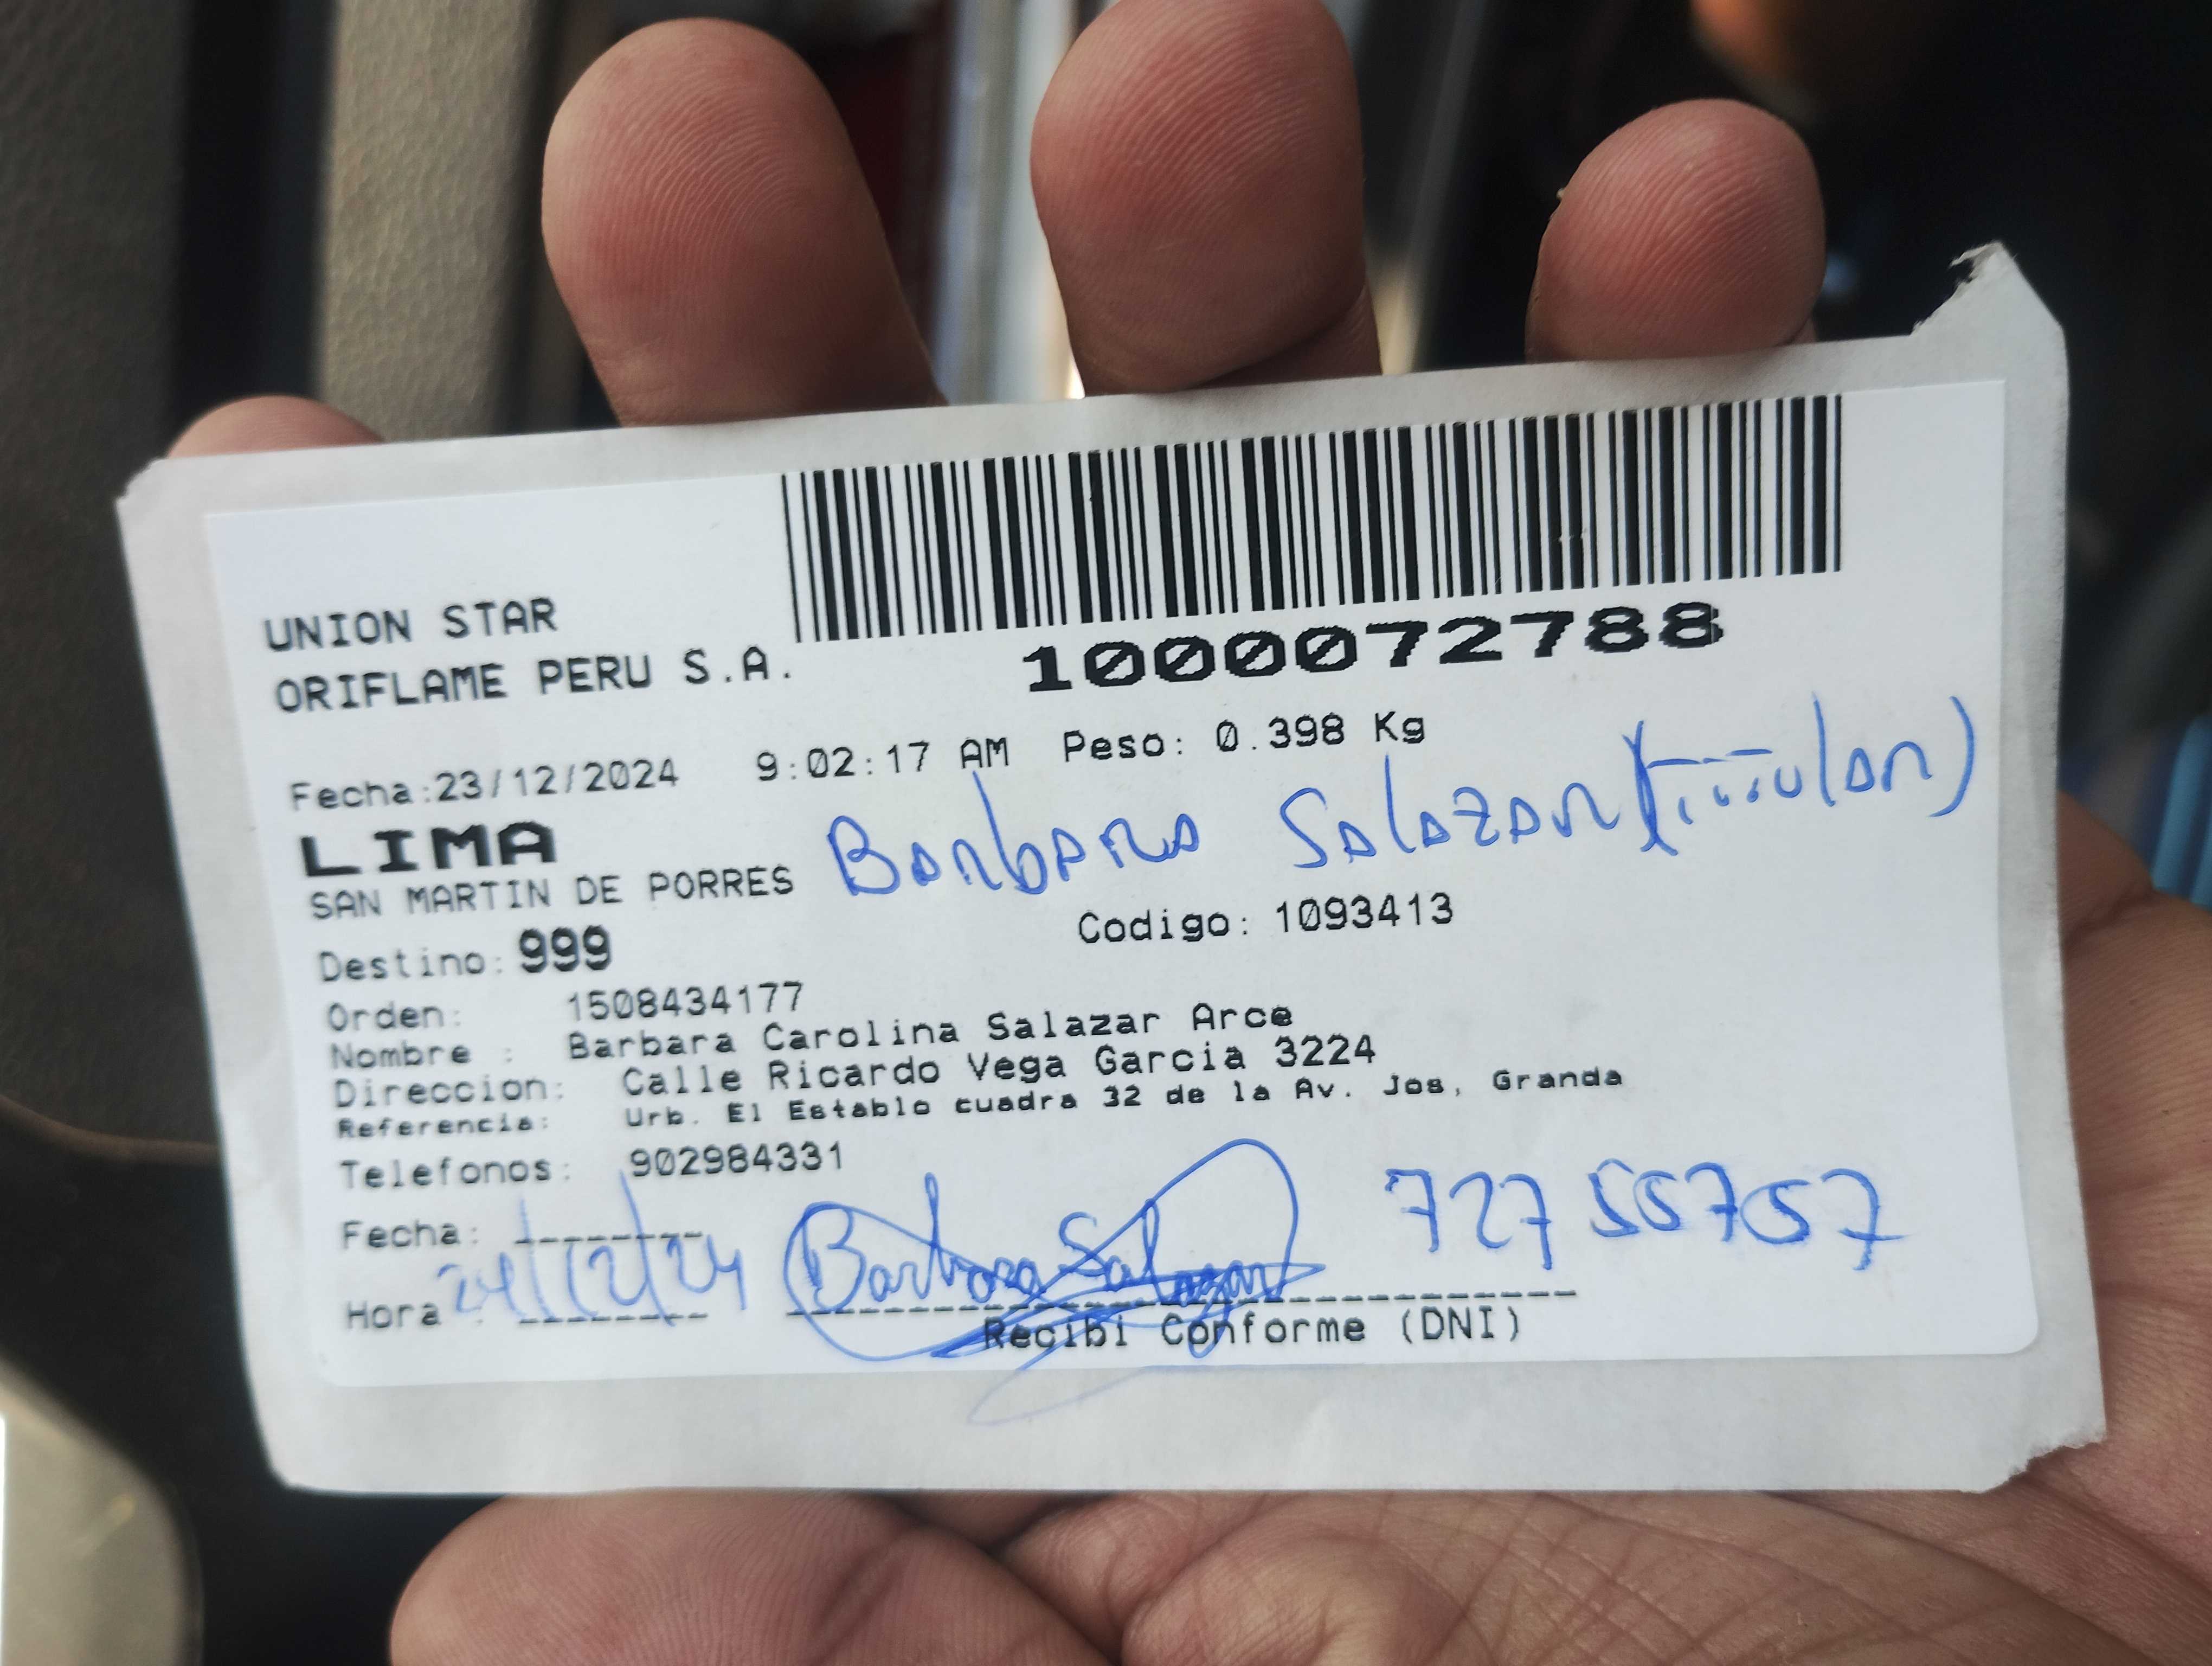 UNION STAR
ORIFLAME PERU S.A.
1000072788
Fecha:23/12/2024 9:02:17 AM Peso: 0.398 Kg
LIMA
SAN MARTIN DE PORRES
Barbara Salazar (titular)
Destino: 999 Codigo: 1093413
Orden: 1508434177
Nombre : Barbara Carolina Salazar Arce
Direccion: Calle Ricardo Vega Garcia 3224
Referencia: Urb. El Establo cuadra 32 de la Av. Jos, Granda
Telefonos: 902984331
Fecha: 24/12/24
Barbara Salazar 72755757
Hora :
Recibi Conforme (DNI)